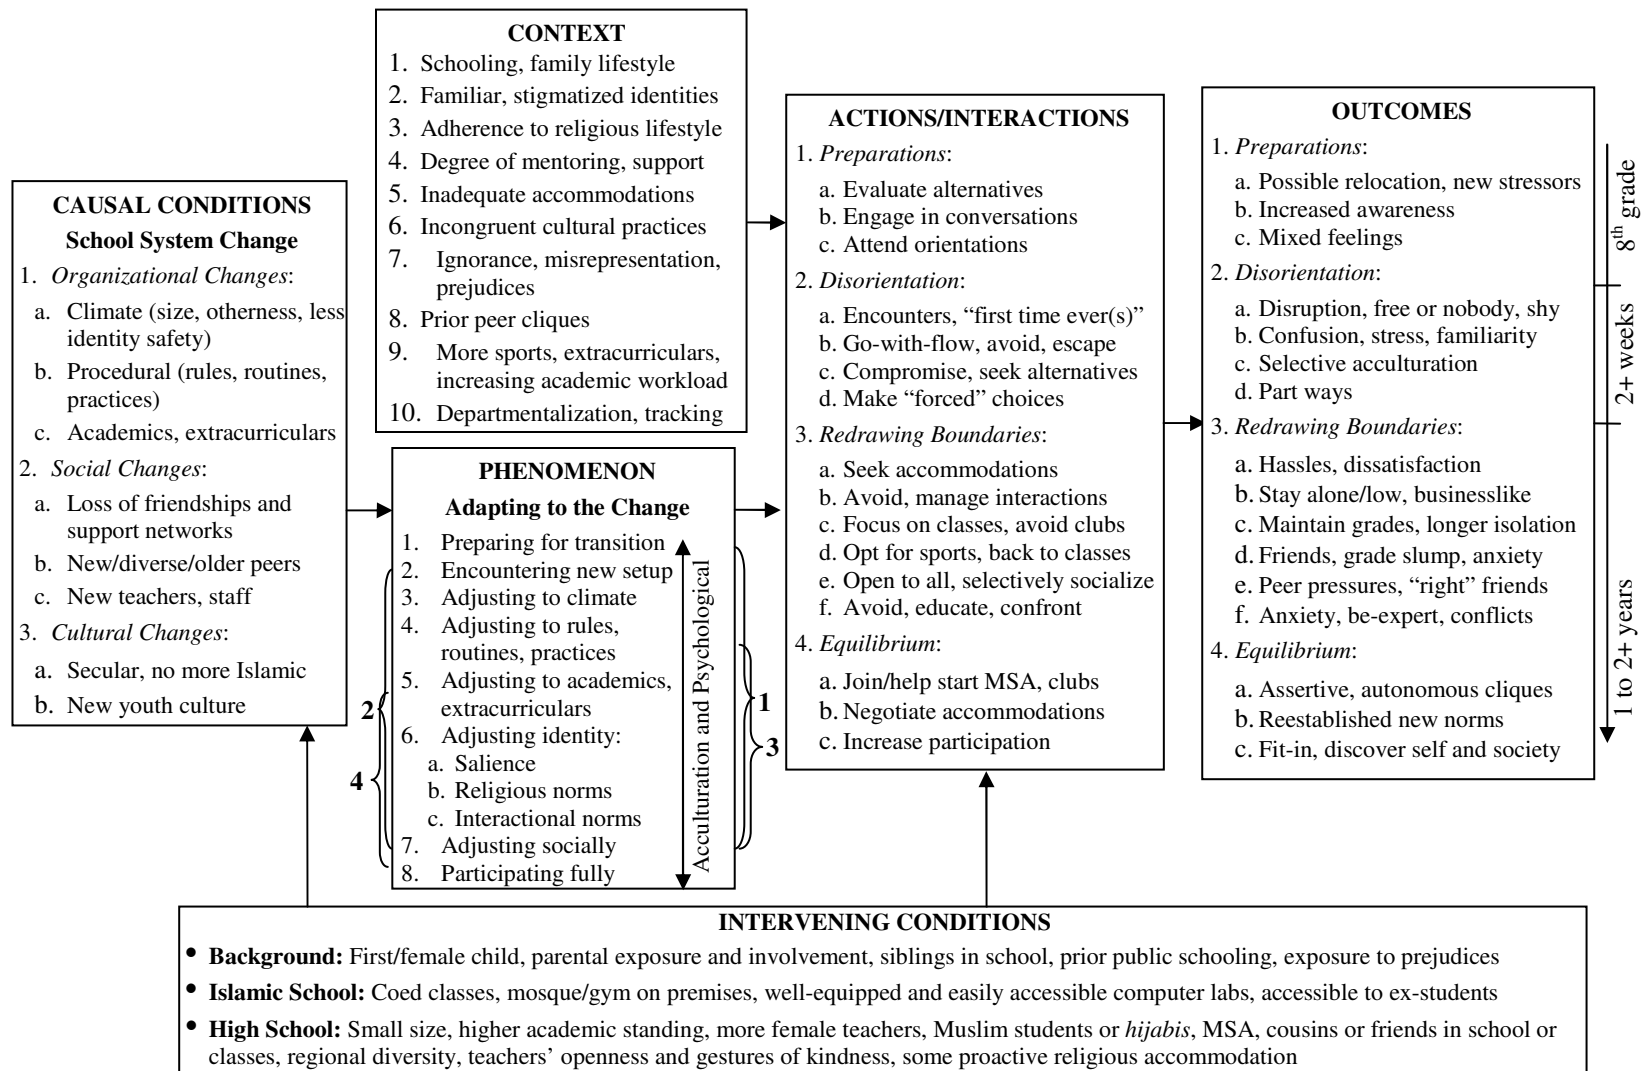 CONTEXT
1. Schooling, family lifestyle
2. Familiar, stigmatized identities
3. Adherence to religious lifestyle
4. Degree of mentoring, support
5. Inadequate accommodations
6. Incongruent cultural practices
7. Ignorance, misrepresentation,
prejudices
8. Prior peer cliques
9. More sports, extracurriculars,
increasing academic workload
10. Departmentalization, tracking
CAUSAL CONDITIONS
School System Change
1. Organizational Changes:
a. Climate (size, otherness, less
identity safety)
b. Procedural (rules, routines,
practices)
c. Academics, extracurriculars
2. Social Changes:
a. Loss of friendships and
support networks
b. New/diverse/older peers
c. New teachers, staff
3. Cultural Changes:
a. Secular, no more Islamic
b. New youth culture
PHENOMENON
Adapting to the Change
1. Preparing for transition
2. Encountering new setup
3. Adjusting to climate
4. Adjusting to rules,
routines, practices
5. Adjusting to academics,
extracurriculars
6. Adjusting identity:
a. Salience
b. Religious norms
c. Interactional norms
7. Adjusting socially
8. Participating fully
Acculturation and Psychological
2
4
1
3
ACTIONS/INTERACTIONS
1. Preparations:
a. Evaluate alternatives
b. Engage in conversations
c. Attend orientations
2. Disorientation:
a. Encounters, “first time ever(s)”
b. Go-with-flow, avoid, escape
c. Compromise, seek alternatives
d. Make “forced” choices
3. Redrawing Boundaries:
a. Seek accommodations
b. Avoid, manage interactions
c. Focus on classes, avoid clubs
d. Opt for sports, back to classes
e. Open to all, selectively socialize
f. Avoid, educate, confront
4. Equilibrium:
a. Join/help start MSA, clubs
b. Negotiate accommodations
c. Increase participation
OUTCOMES
1. Preparations:
a. Possible relocation, new stressors
b. Increased awareness
c. Mixed feelings
2. Disorientation:
a. Disruption, free or nobody, shy
b. Confusion, stress, familiarity
c. Selective acculturation
d. Part ways
3. Redrawing Boundaries:
a. Hassles, dissatisfaction
b. Stay alone/low, businesslike
c. Maintain grades, longer isolation
d. Friends, grade slump, anxiety
e. Peer pressures, “right” friends
f. Anxiety, be-expert, conflicts
4. Equilibrium:
a. Assertive, autonomous cliques
b. Reestablished new norms
c. Fit-in, discover self and society
8th grade
2+ weeks
1 to 2+ years
INTERVENING CONDITIONS
• Background: First/female child, parental exposure and involvement, siblings in school, prior public schooling, exposure to prejudices
• Islamic School: Coed classes, mosque/gym on premises, well-equipped and easily accessible computer labs, accessible to ex-students
• High School: Small size, higher academic standing, more female teachers, Muslim students or hijabis, MSA, cousins or friends in school or
classes, regional diversity, teachers’ openness and gestures of kindness, some proactive religious accommodation